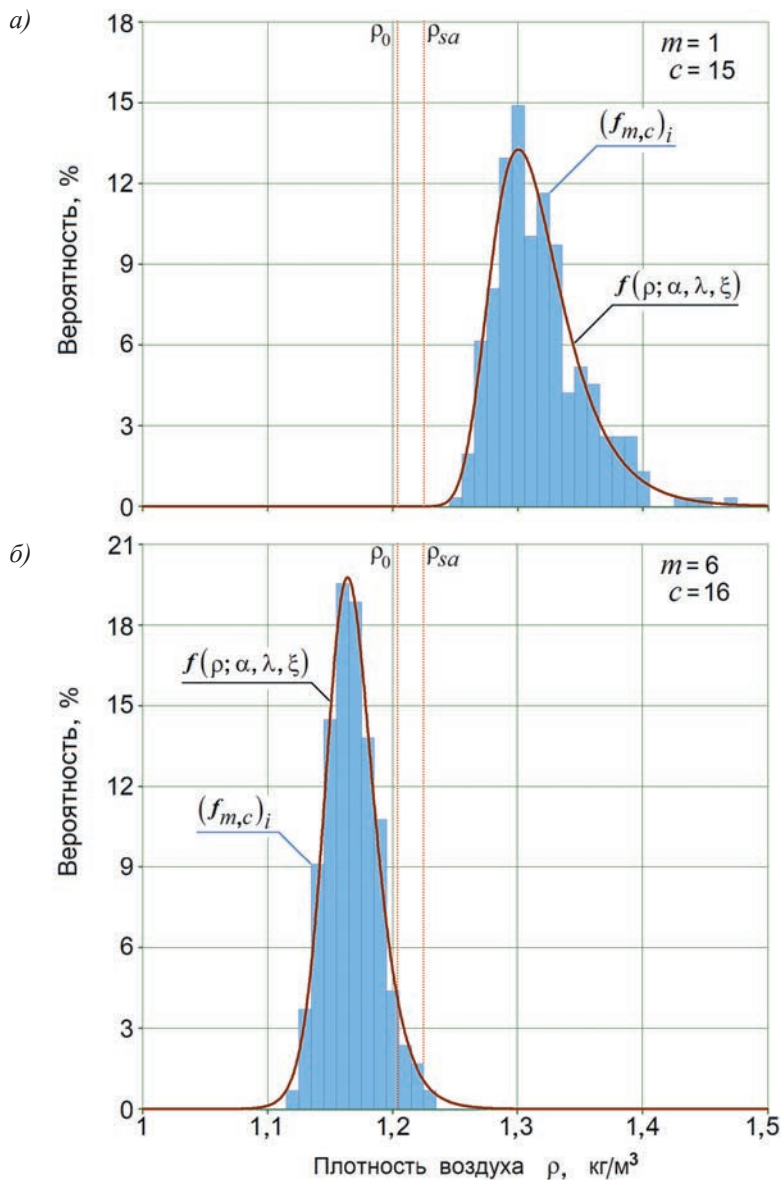 а)
18
15
12
9
6
3
0
Вероятность, %
ρ0 ρsa
m = 1
c = 15
(fm,c)i
f(ρ; α, λ, ξ)
б)
21
18
15
12
9
6
3
0
Вероятность, %
ρ0 ρsa
m = 6
c = 16
f(ρ; α, λ, ξ)
(fm,c)i
1 1,1 1,2 1,3 1,4 1,5
Плотность воздуха ρ, кг/м³